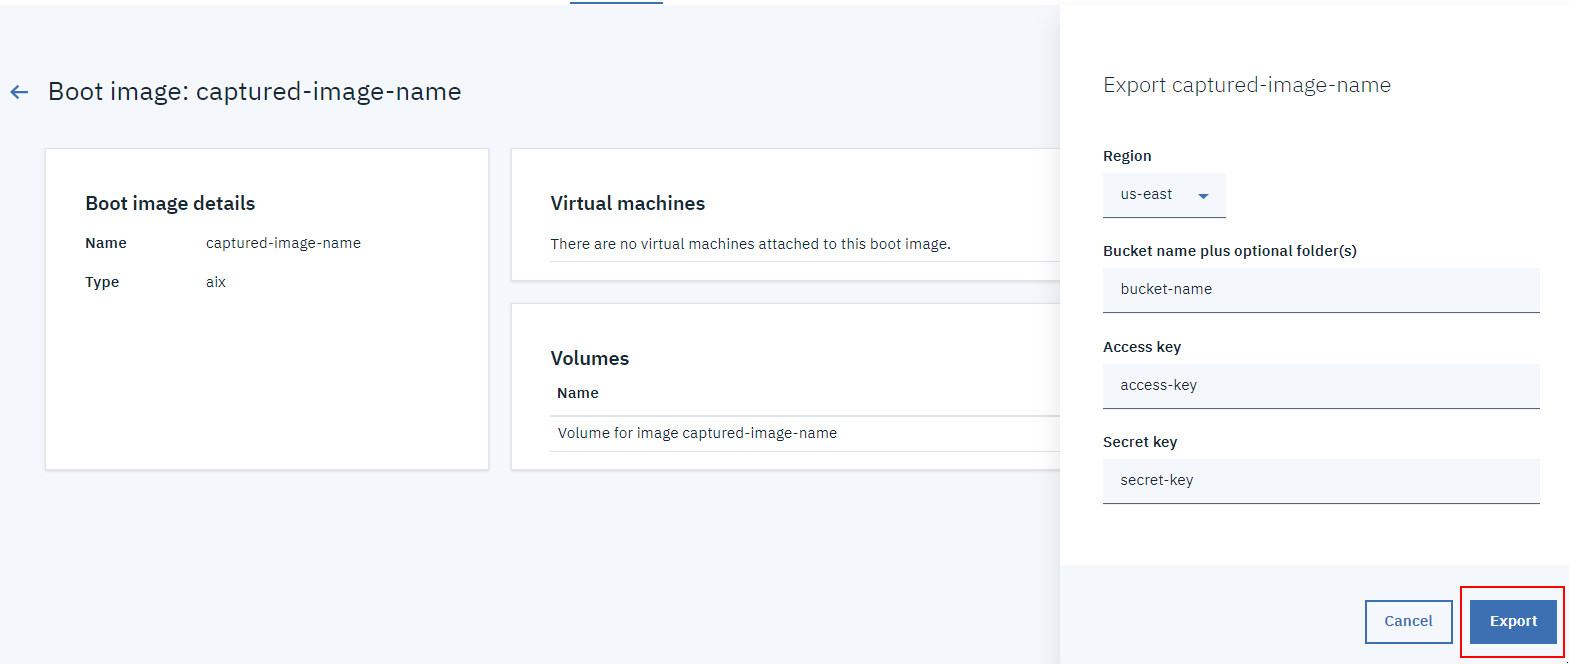 Boot image: captured-image-name
Boot image details
Name captured-image-name
Type aix
Virtual machines
There are no virtual machines attached to this boot image.
Volumes
Name
Volume for image captured-image-name
Export captured-image-name
Region
us-east
Bucket name plus optional folder(s)
bucket-name
Access key
access-key
Secret key
secret-key
Cancel Export